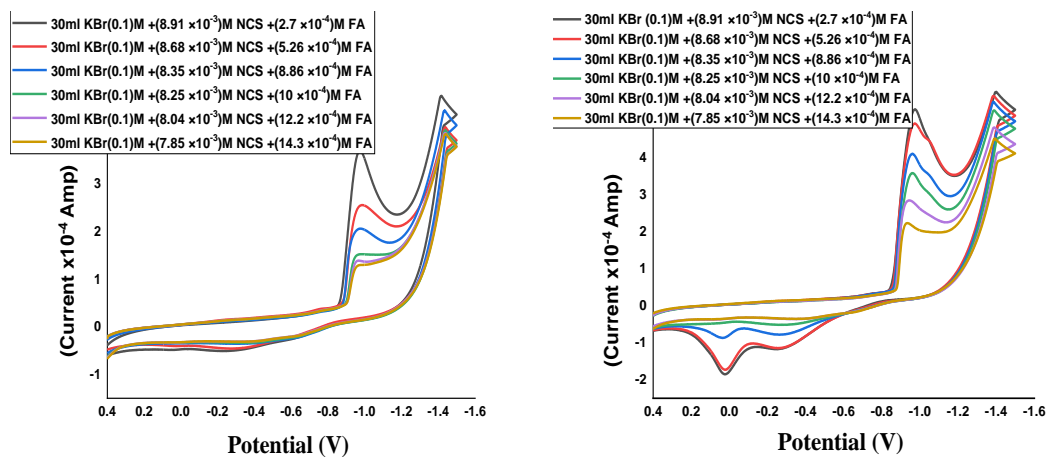 30ml KBr(0.1)M +(8.91 ×10⁻³)M NCS +(2.7 ×10⁻⁴)M FA
30ml KBr(0.1)M +(8.68 ×10⁻³)M NCS +(5.26 ×10⁻⁴)M FA
30ml KBr(0.1)M +(8.35 ×10⁻³)M NCS +(8.86 ×10⁻⁴)M FA
30ml KBr(0.1)M +(8.25 ×10⁻³)M NCS +(10 ×10⁻⁴)M FA
30ml KBr(0.1)M +(8.04 ×10⁻³)M NCS +(12.2 ×10⁻⁴)M FA
30ml KBr(0.1)M +(7.85 ×10⁻³)M NCS +(14.3 ×10⁻⁴)M FA
(Current x10⁻⁴ Amp)
3
2
1
0
-1
0.4 0.2 0.0 -0.2 -0.4 -0.6 -0.8 -1.0 -1.2 -1.4 -1.6
Potential (V)
30ml KBr (0.1)M +(8.91 ×10⁻³)M NCS +(2.7 ×10⁻⁴)M FA
30ml KBr(0.1)M +(8.68 ×10⁻³)M NCS +(5.26 ×10⁻⁴)M FA
30ml KBr(0.1)M +(8.35 ×10⁻³)M NCS +(8.86 ×10⁻⁴)M FA
30ml KBr(0.1)M +(8.25 ×10⁻³)M NCS +(10 ×10⁻⁴)M FA
30ml KBr(0.1)M +(8.04 ×10⁻³)M NCS +(12.2 ×10⁻⁴)M FA
30ml KBr(0.1)M +(7.85 ×10⁻³)M NCS +(14.3 ×10⁻⁴)M FA
(Current x10⁻⁴ Amp)
4
3
2
1
0
-1
-2
0.4 0.2 0.0 -0.2 -0.4 -0.6 -0.8 -1.0 -1.2 -1.4 -1.6
Potential (V)